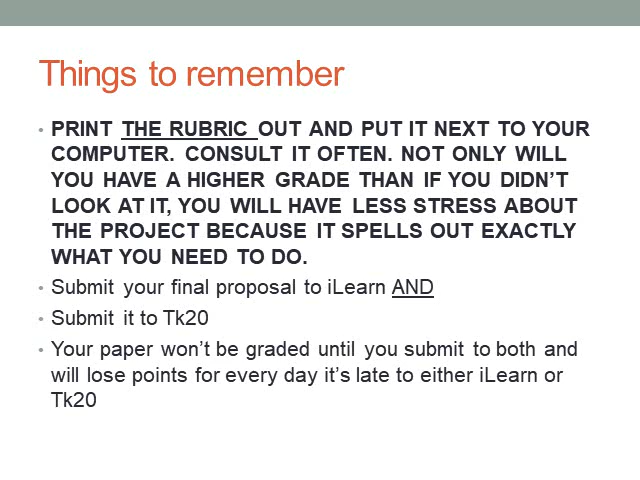 Things to remember
• PRINT THE RUBRIC OUT AND PUT IT NEXT TO YOUR
COMPUTER. CONSULT IT OFTEN. NOT ONLY WILL
YOU HAVE A HIGHER GRADE THAN IF YOU DIDN’T
LOOK AT IT, YOU WILL HAVE LESS STRESS ABOUT
THE PROJECT BECAUSE IT SPELLS OUT EXACTLY
WHAT YOU NEED TO DO.
• Submit your final proposal to iLearn AND
• Submit it to Tk20
• Your paper won’t be graded until you submit to both and
will lose points for every day it’s late to either iLearn or
Tk20